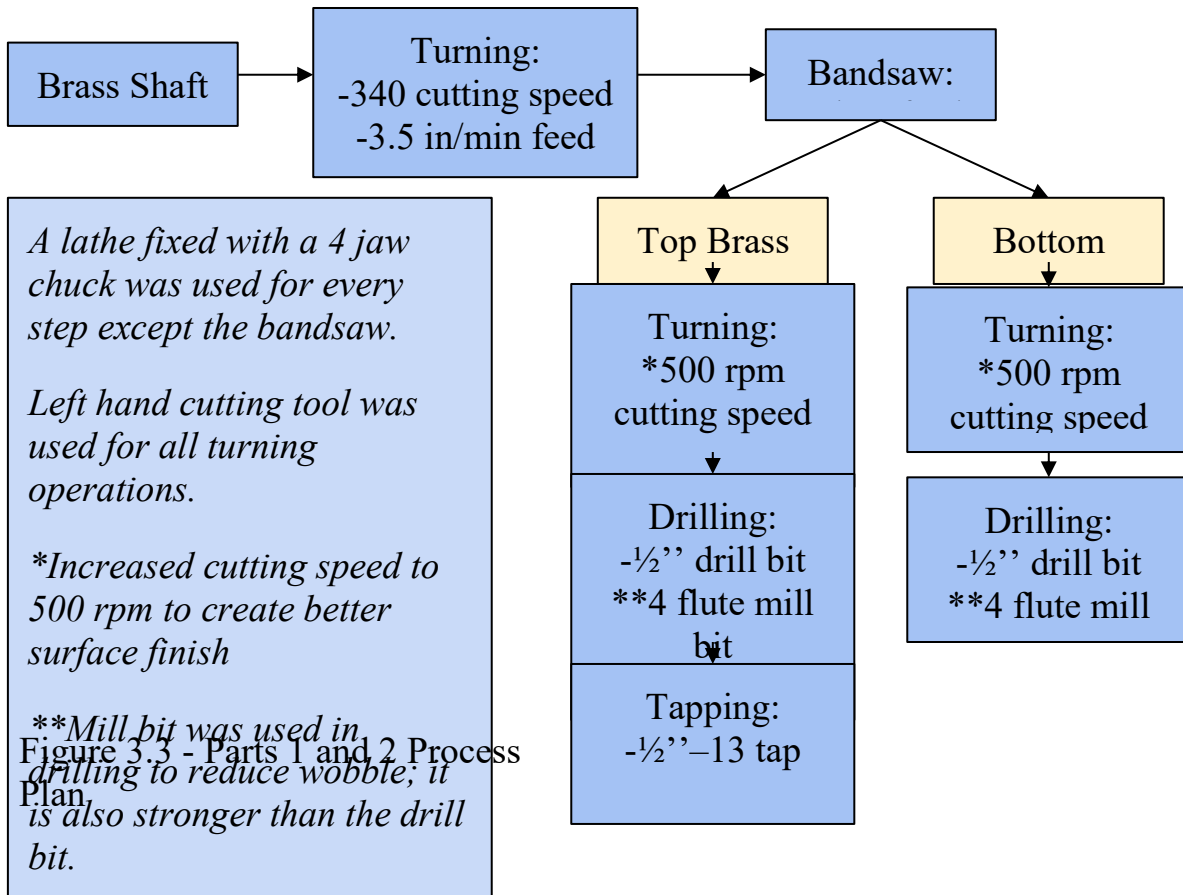 Brass Shaft
Turning:
-340 cutting speed
-3.5 in/min feed
Bandsaw:
A lathe fixed with a 4 jaw
chuck was used for every
step except the bandsaw.
Left hand cutting tool was
used for all turning
operations.
*Increased cutting speed to
500 rpm to create better
surface finish
**Mill bit was used in
drilling to reduce wobble; it
is also stronger than the drill
bit.
Figure 3.3 - Parts 1 and 2 Process
Plan
Top Brass
Turning:
*500 rpm
cutting speed
Drilling:
-½’’ drill bit
**4 flute mill
bit
Tapping:
-½’’–13 tap
Bottom
Turning:
*500 rpm
cutting speed
Drilling:
-½’’ drill bit
**4 flute mill